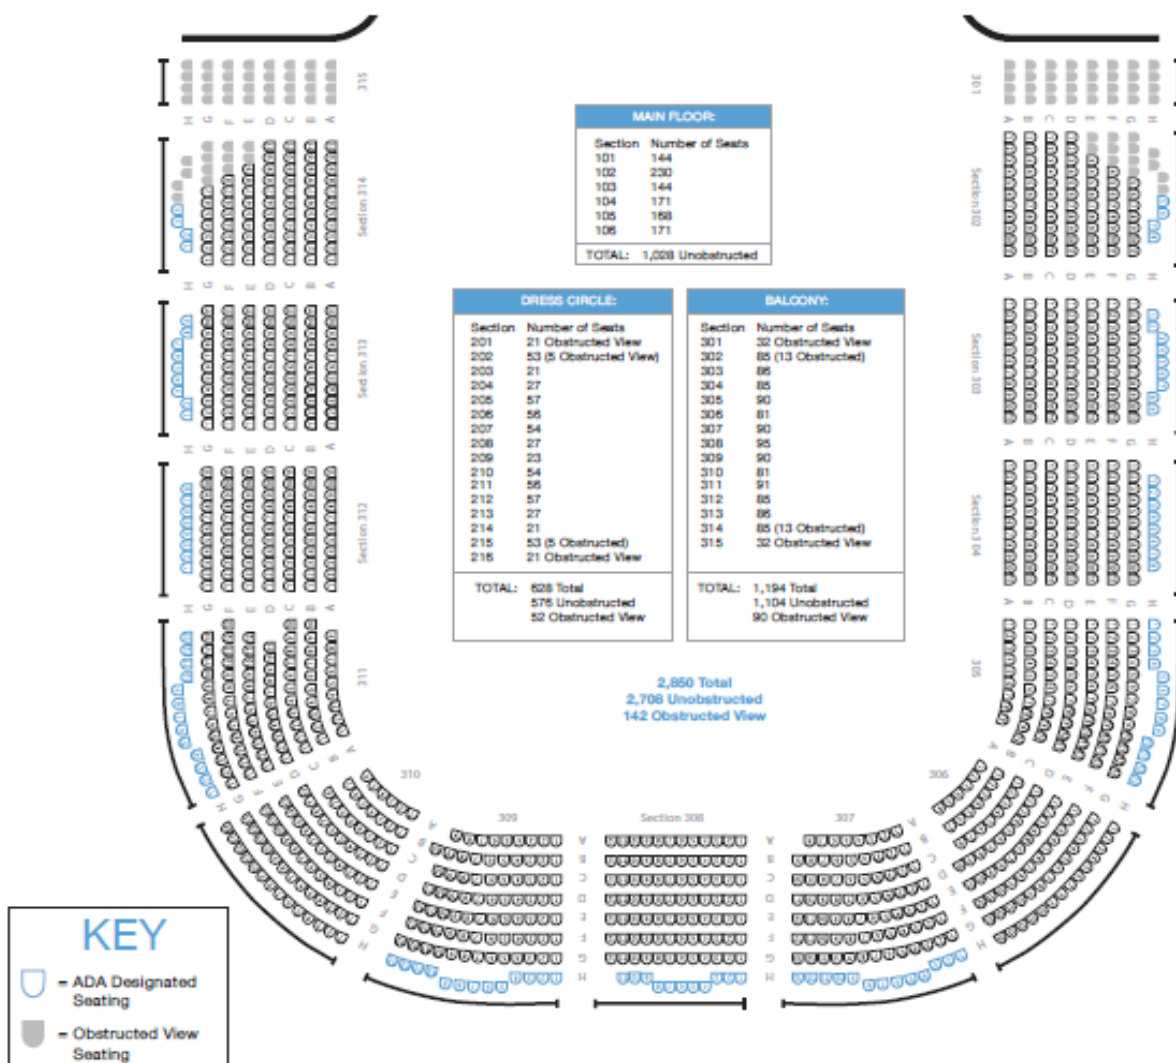 315
301
H G F E D C B A
A B C D E F G H
MAIN FLOOR:
Section Number of Seats
101 144
102 230
103 144
104 171
105 168
106 171
TOTAL: 1,028 Unobstructed
Section 314
Section 302
H G F E D C B A
A B C D E F G H
DRESS CIRCLE:
Section Number of Seats
201 21 Obstructed View
202 53 (5 Obstructed View)
203 21
204 27
205 57
206 56
207 54
208 27
209 23
210 54
211 56
212 57
213 27
214 21
215 53 (5 Obstructed)
216 21 Obstructed View
TOTAL: 628 Total
576 Unobstructed
52 Obstructed View
BALCONY:
Section Number of Seats
301 32 Obstructed View
302 85 (13 Obstructed)
303 86
304 85
305 90
306 81
307 90
308 95
309 90
310 81
311 91
312 85
313 86
314 85 (13 Obstructed)
315 32 Obstructed View
TOTAL: 1,194 Total
1,104 Unobstructed
90 Obstructed View
Section 313
Section 303
H G F E D C B A
A B C D E F G H
Section 312
Section 304
H G F E D C B A
A B C D E F G H
311
305
2,850 Total
2,708 Unobstructed
142 Obstructed View
H G F E D C B A
A B C D E F G H
310
306
309
Section 308
307
A B C D E F G H
A B C D E F G H
A B C D E F G H
A B C D E F G H
KEY
= ADA Designated
Seating
= Obstructed View
Seating